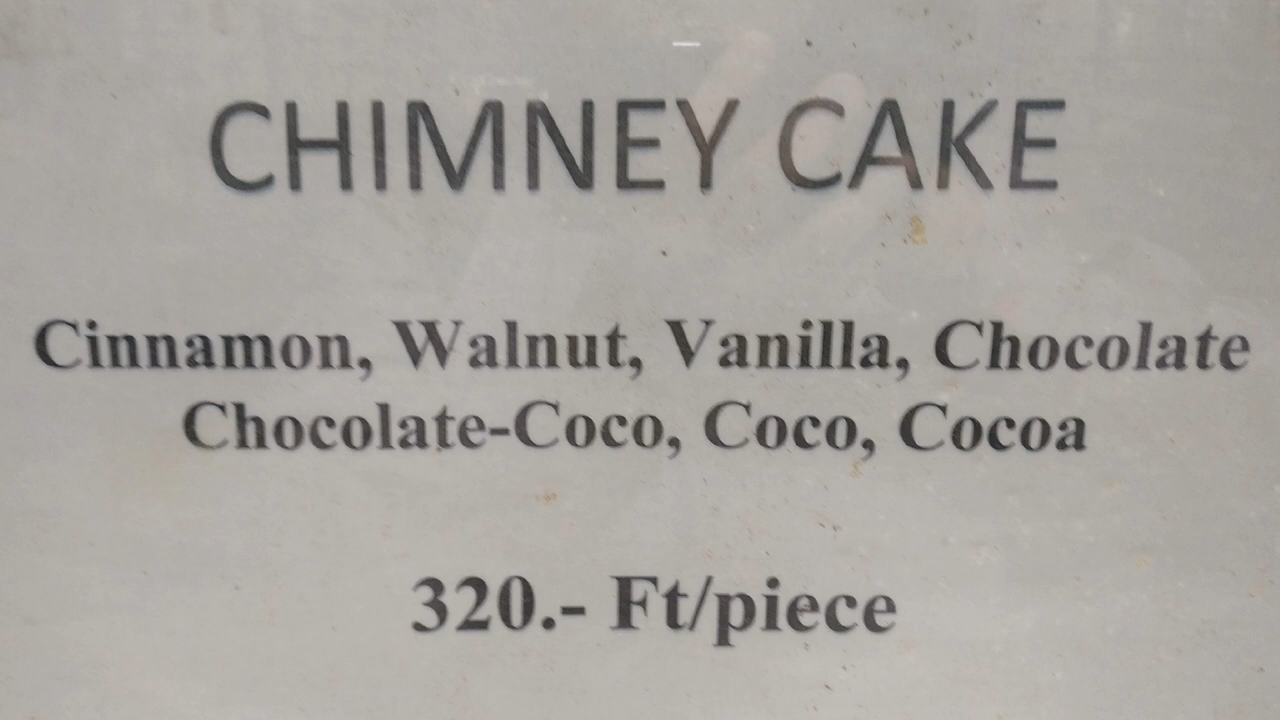 CHIMNEY CAKE
Cinnamon, Walnut, Vanilla, Chocolate
Chocolate-Coco, Coco, Cocoa
320.- Ft/piece